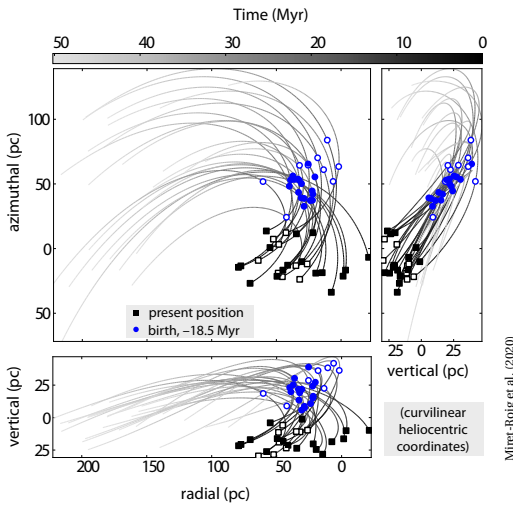 Time (Myr)
50 40 30 20 10 0
azimuthal (pc)
100
50
0
50
present position
birth, –18.5 Myr
25 0 25
vertical (pc)
vertical (pc)
25
0
25
200 150 100 50 0
radial (pc)
(curvilinear
heliocentric
coordinates)
Miret-Roig et al. (2020)